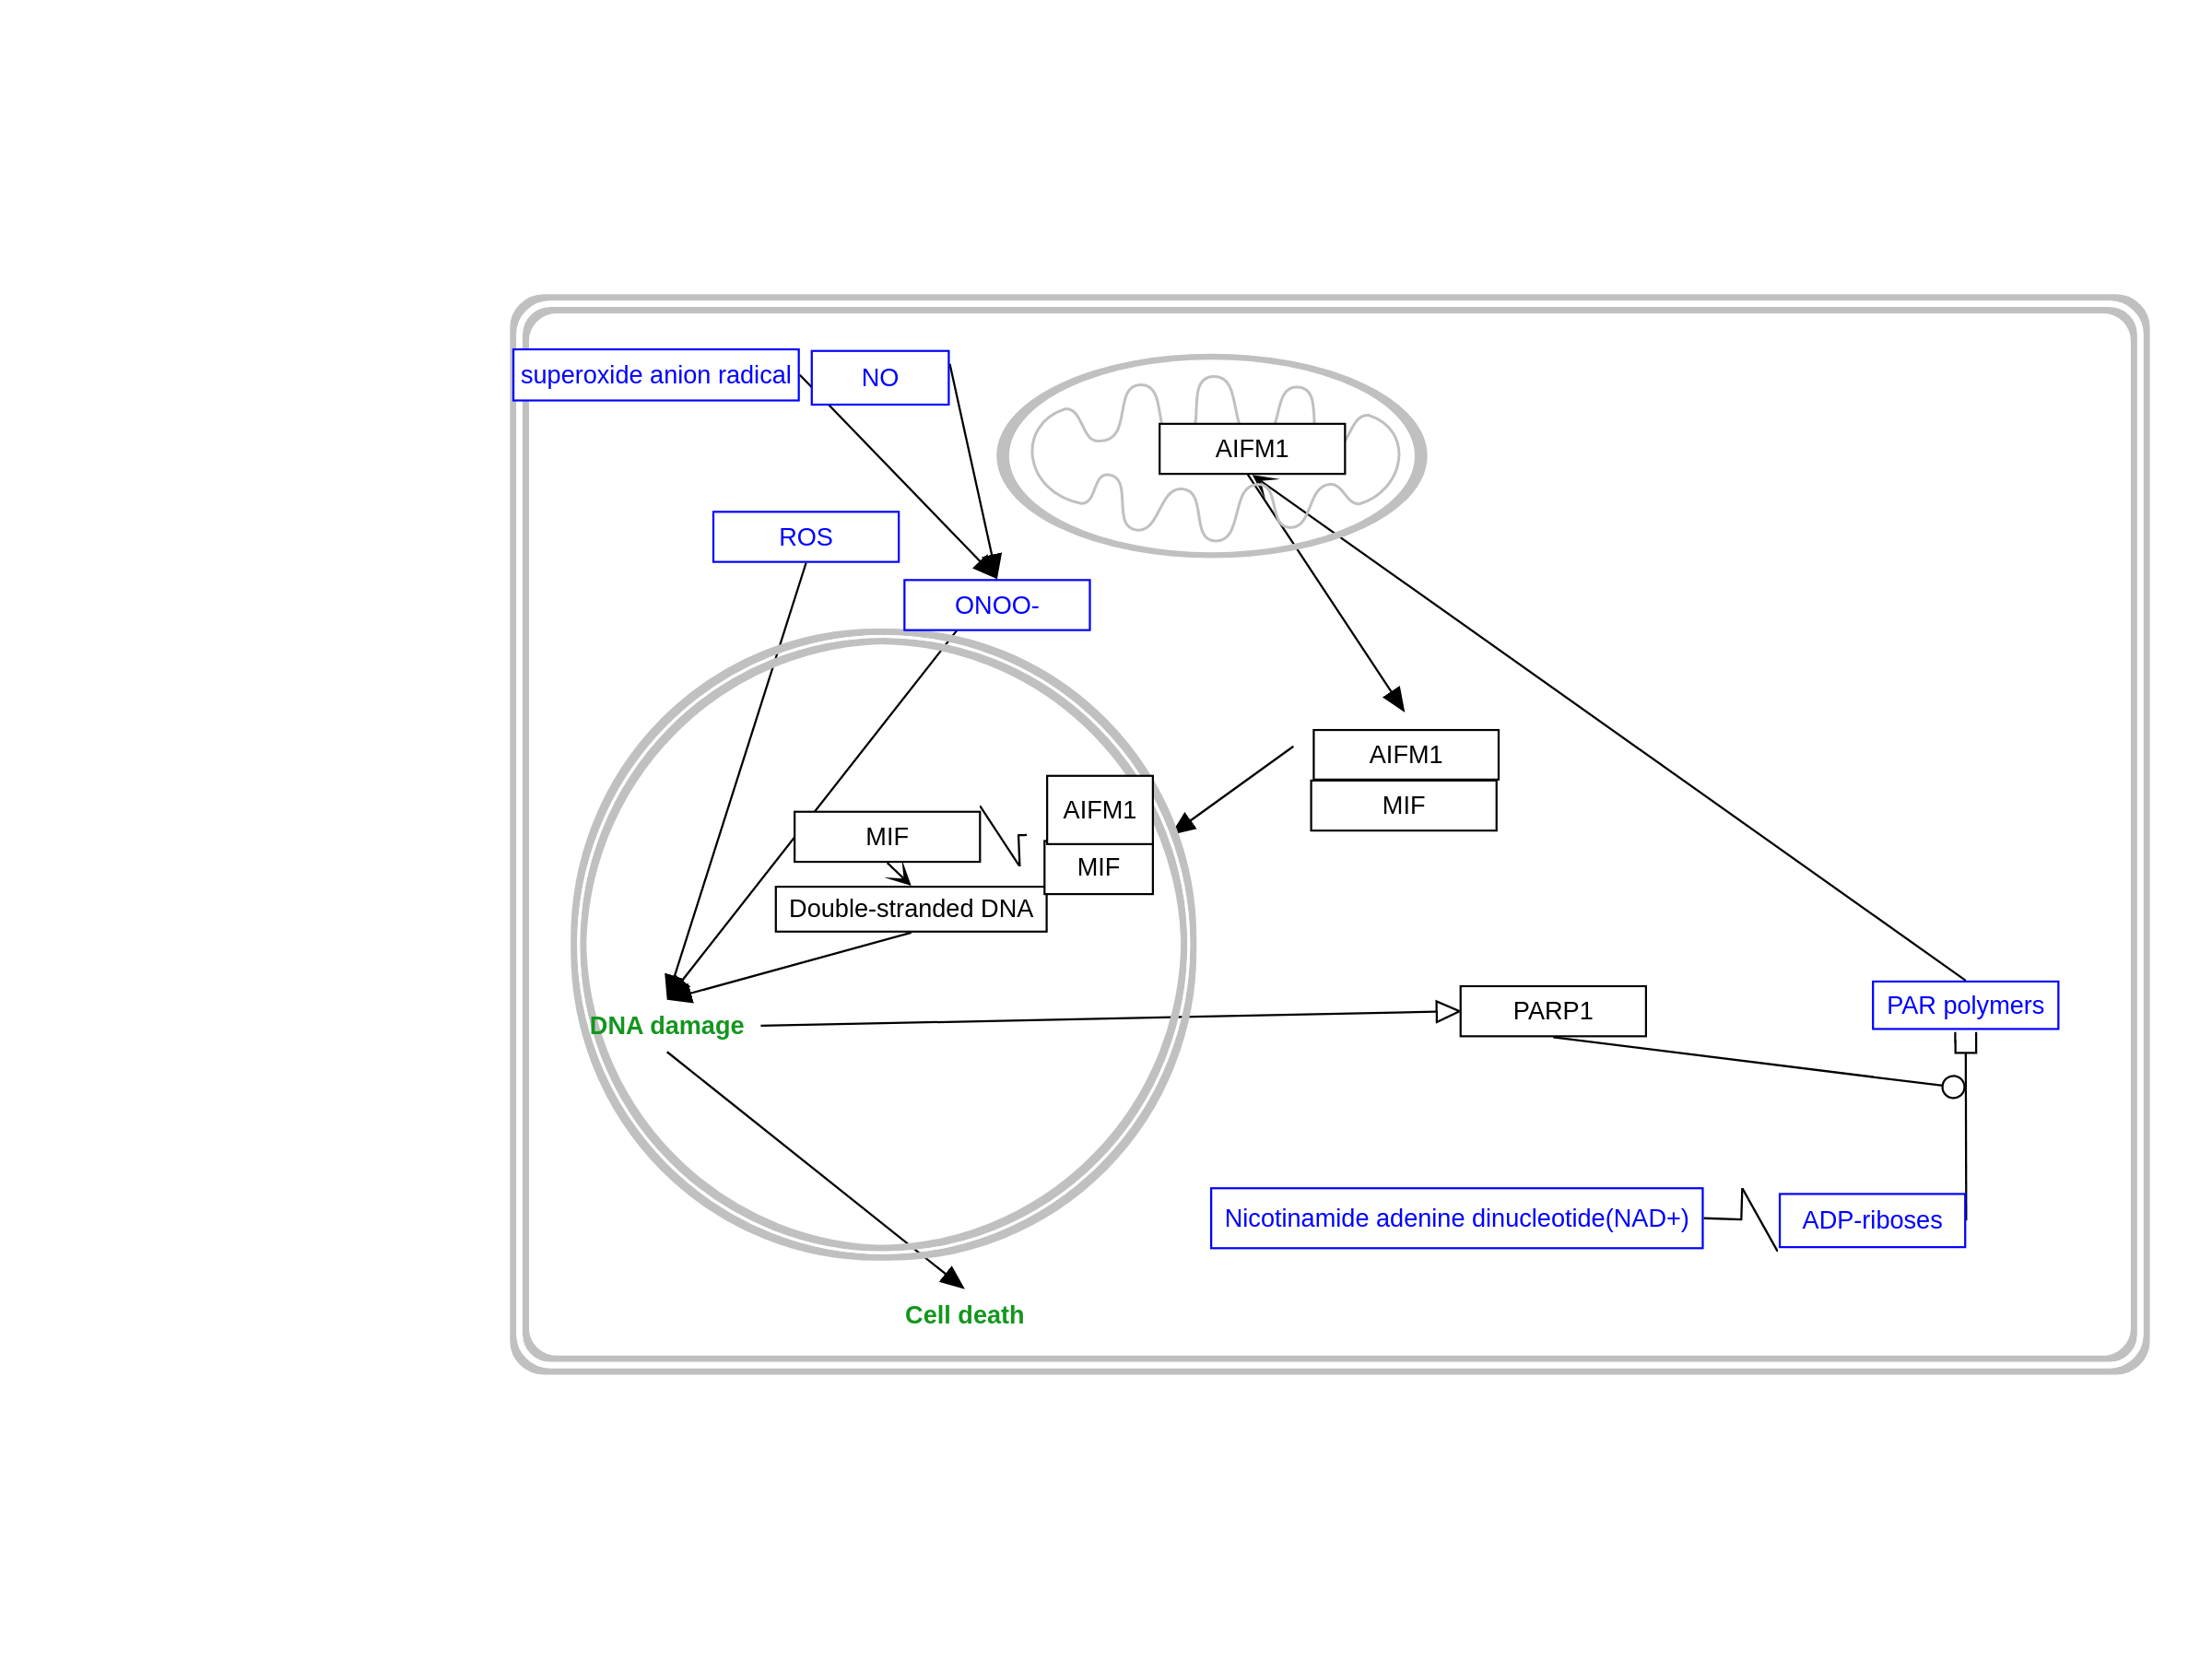 superoxide anion radical
NO
AIFM1
ROS
ONOO-
AIFM1
MIF
AIFM1
MIF
MIF
Double-stranded DNA
DNA damage
PARP1
PAR polymers
Nicotinamide adenine dinucleotide(NAD+)
ADP-riboses
Cell death